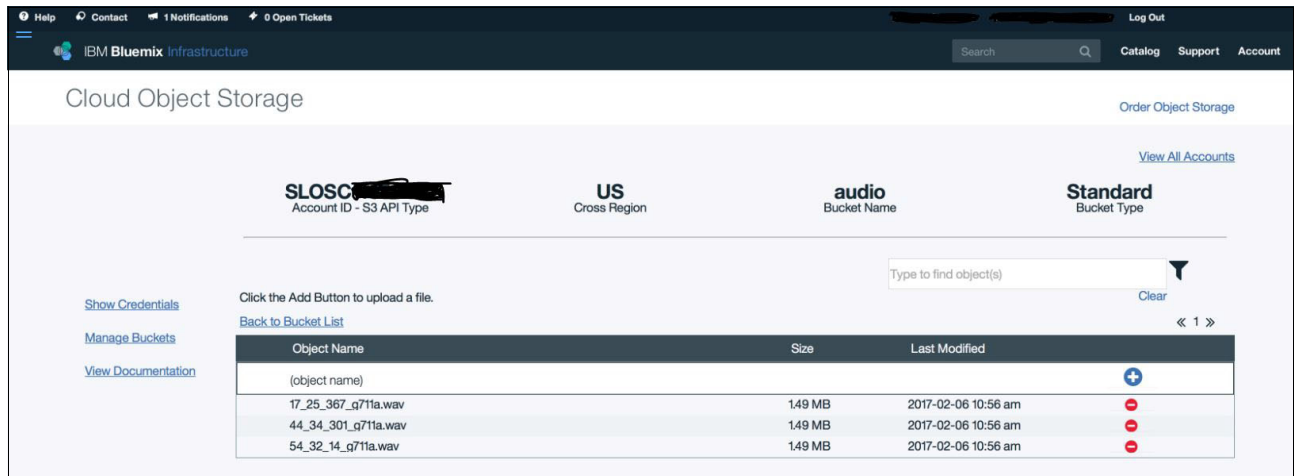 Help Contact 1 Notifications 0 Open Tickets Log Out
IBM Bluemix Infrastructure Search Catalog Support Account
Cloud Object Storage
Order Object Storage
View All Accounts
SLOSC US audio Standard
Account ID - S3 API Type Cross Region Bucket Name Bucket Type
Type to find object(s)
Show Credentials Click the Add Button to upload a file. Clear
Back to Bucket List « 1 »
Manage Buckets
Object Name Size Last Modified
View Documentation
(object name)
17_25_367_g711a.wav 1.49 MB 2017-02-06 10:56 am
44_34_301_g711a.wav 1.49 MB 2017-02-06 10:56 am
54_32_14_g711a.wav 1.49 MB 2017-02-06 10:56 am